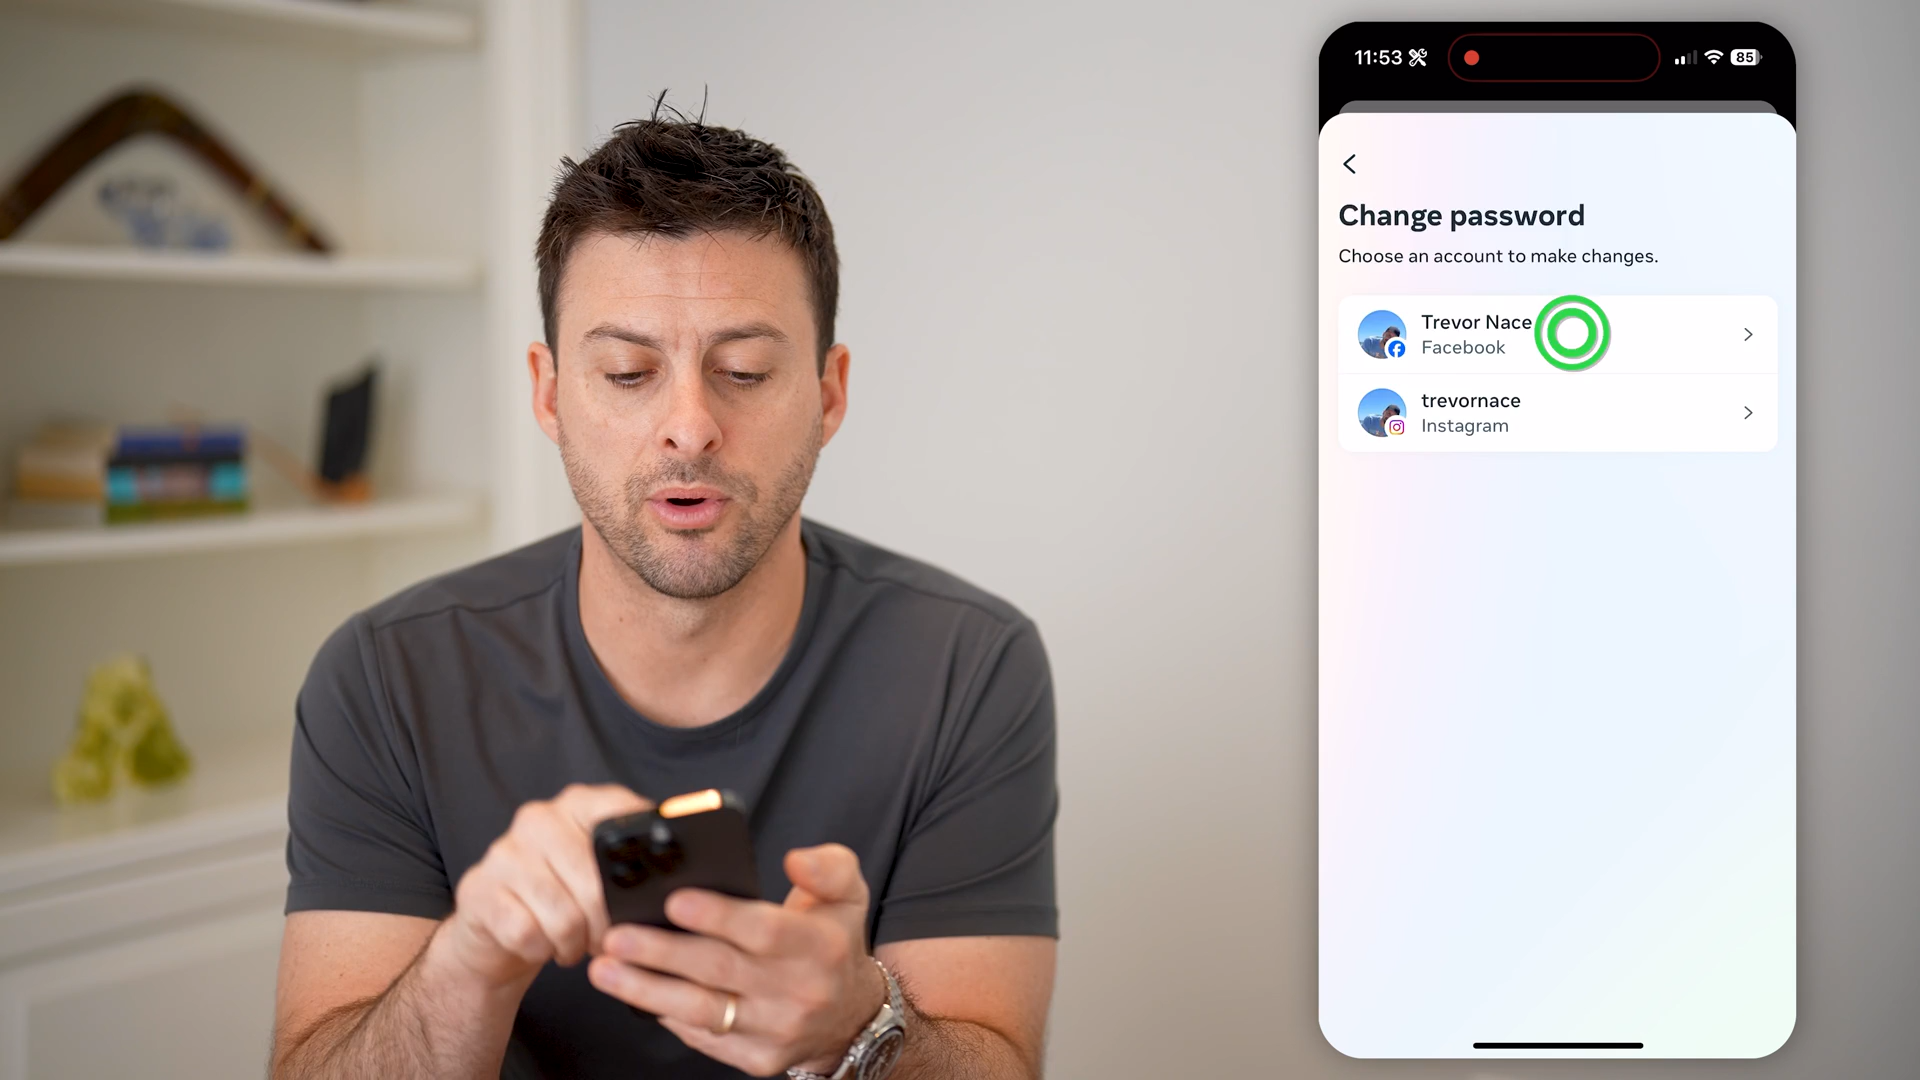 11:53
85
Change password
Choose an account to make changes.
Trevor Nace
Facebook
trevornace
Instagram